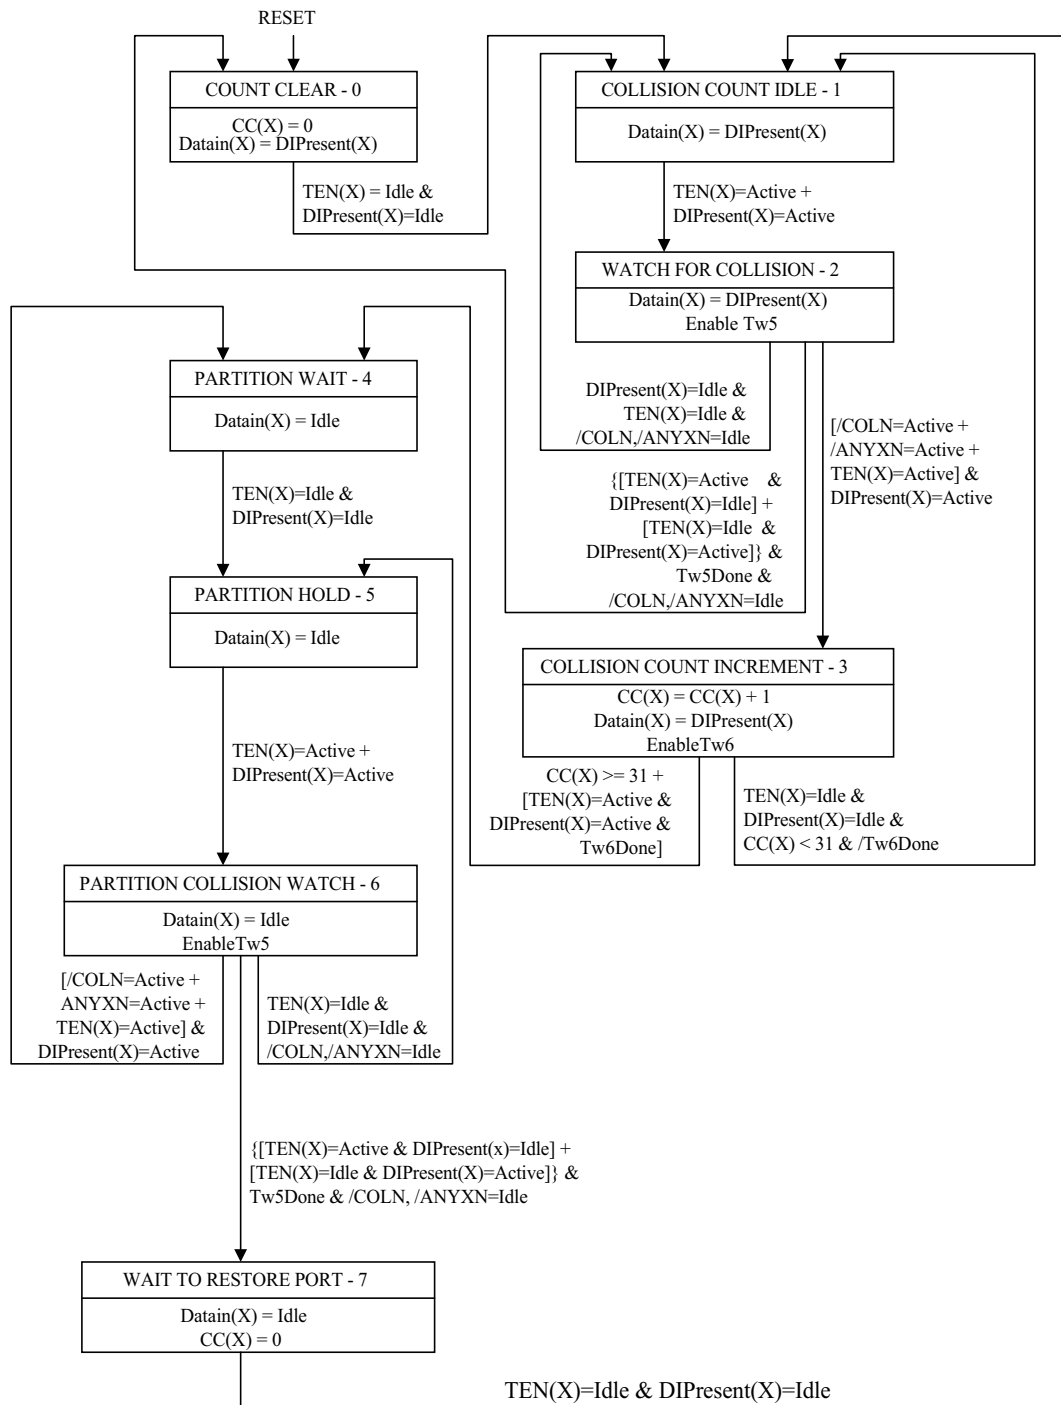 RESET
COUNT CLEAR - 0
CC(X) = 0
Datain(X) = DIPresent(X)
TEN(X) = Idle &
DIPresent(X)=Idle
COLLISION COUNT IDLE - 1
Datain(X) = DIPresent(X)
TEN(X)=Active +
DIPresent(X)=Active
WATCH FOR COLLISION - 2
Datain(X) = DIPresent(X)
Enable Tw5
DIPresent(X)=Idle &
TEN(X)=Idle &
/COLN,/ANYXN=Idle
{[TEN(X)=Active &
DIPresent(X)=Idle] +
[TEN(X)=Idle &
DIPresent(X)=Active]} &
Tw5Done &
/COLN,/ANYXN=Idle
[/COLN=Active +
/ANYXN=Active +
TEN(X)=Active] &
DIPresent(X)=Active
COLLISION COUNT INCREMENT - 3
CC(X) = CC(X) + 1
Datain(X) = DIPresent(X)
EnableTw6
CC(X) >= 31 +
[TEN(X)=Active &
DIPresent(X)=Active &
Tw6Done]
TEN(X)=Idle &
DIPresent(X)=Idle &
CC(X) < 31 & /Tw6Done
PARTITION WAIT - 4
Datain(X) = Idle
TEN(X)=Idle &
DIPresent(X)=Idle
PARTITION HOLD - 5
Datain(X) = Idle
TEN(X)=Active +
DIPresent(X)=Active
PARTITION COLLISION WATCH - 6
Datain(X) = Idle
EnableTw5
[/COLN=Active +
ANYXN=Active +
TEN(X)=Active] &
DIPresent(X)=Active
TEN(X)=Idle &
DIPresent(X)=Idle &
/COLN,/ANYXN=Idle
{[TEN(X)=Active & DIPresent(x)=Idle] +
[TEN(X)=Idle & DIPresent(X)=Active]} &
Tw5Done & /COLN, /ANYXN=Idle
WAIT TO RESTORE PORT - 7
Datain(X) = Idle
CC(X) = 0
TEN(X)=Idle & DIPresent(X)=Idle